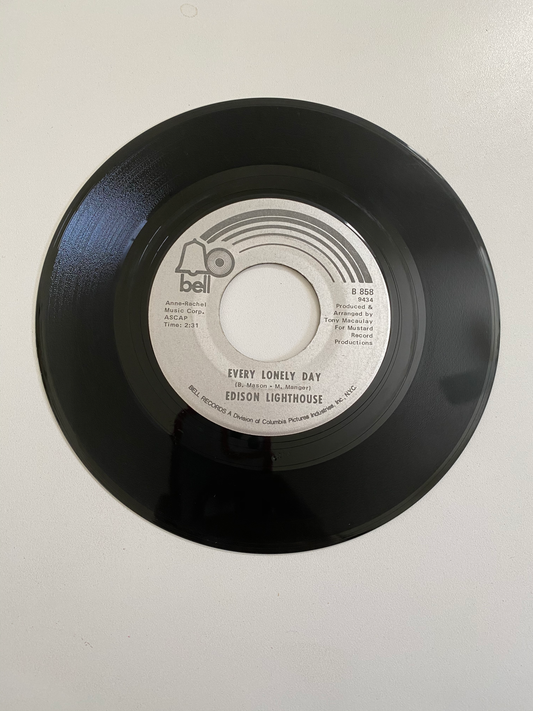 bell
Anne-Rachel
Music Corp.
ASCAP
Time: 2:31
B 858
9434
Produced &
Arranged by
Tony Macaulay
For Mustard
Record
Productions
EVERY LONELY DAY
(B. Mason - M. Manger)
EDISON LIGHTHOUSE
BELL RECORDS A Division of Columbia Pictures Industries, Inc, NYC